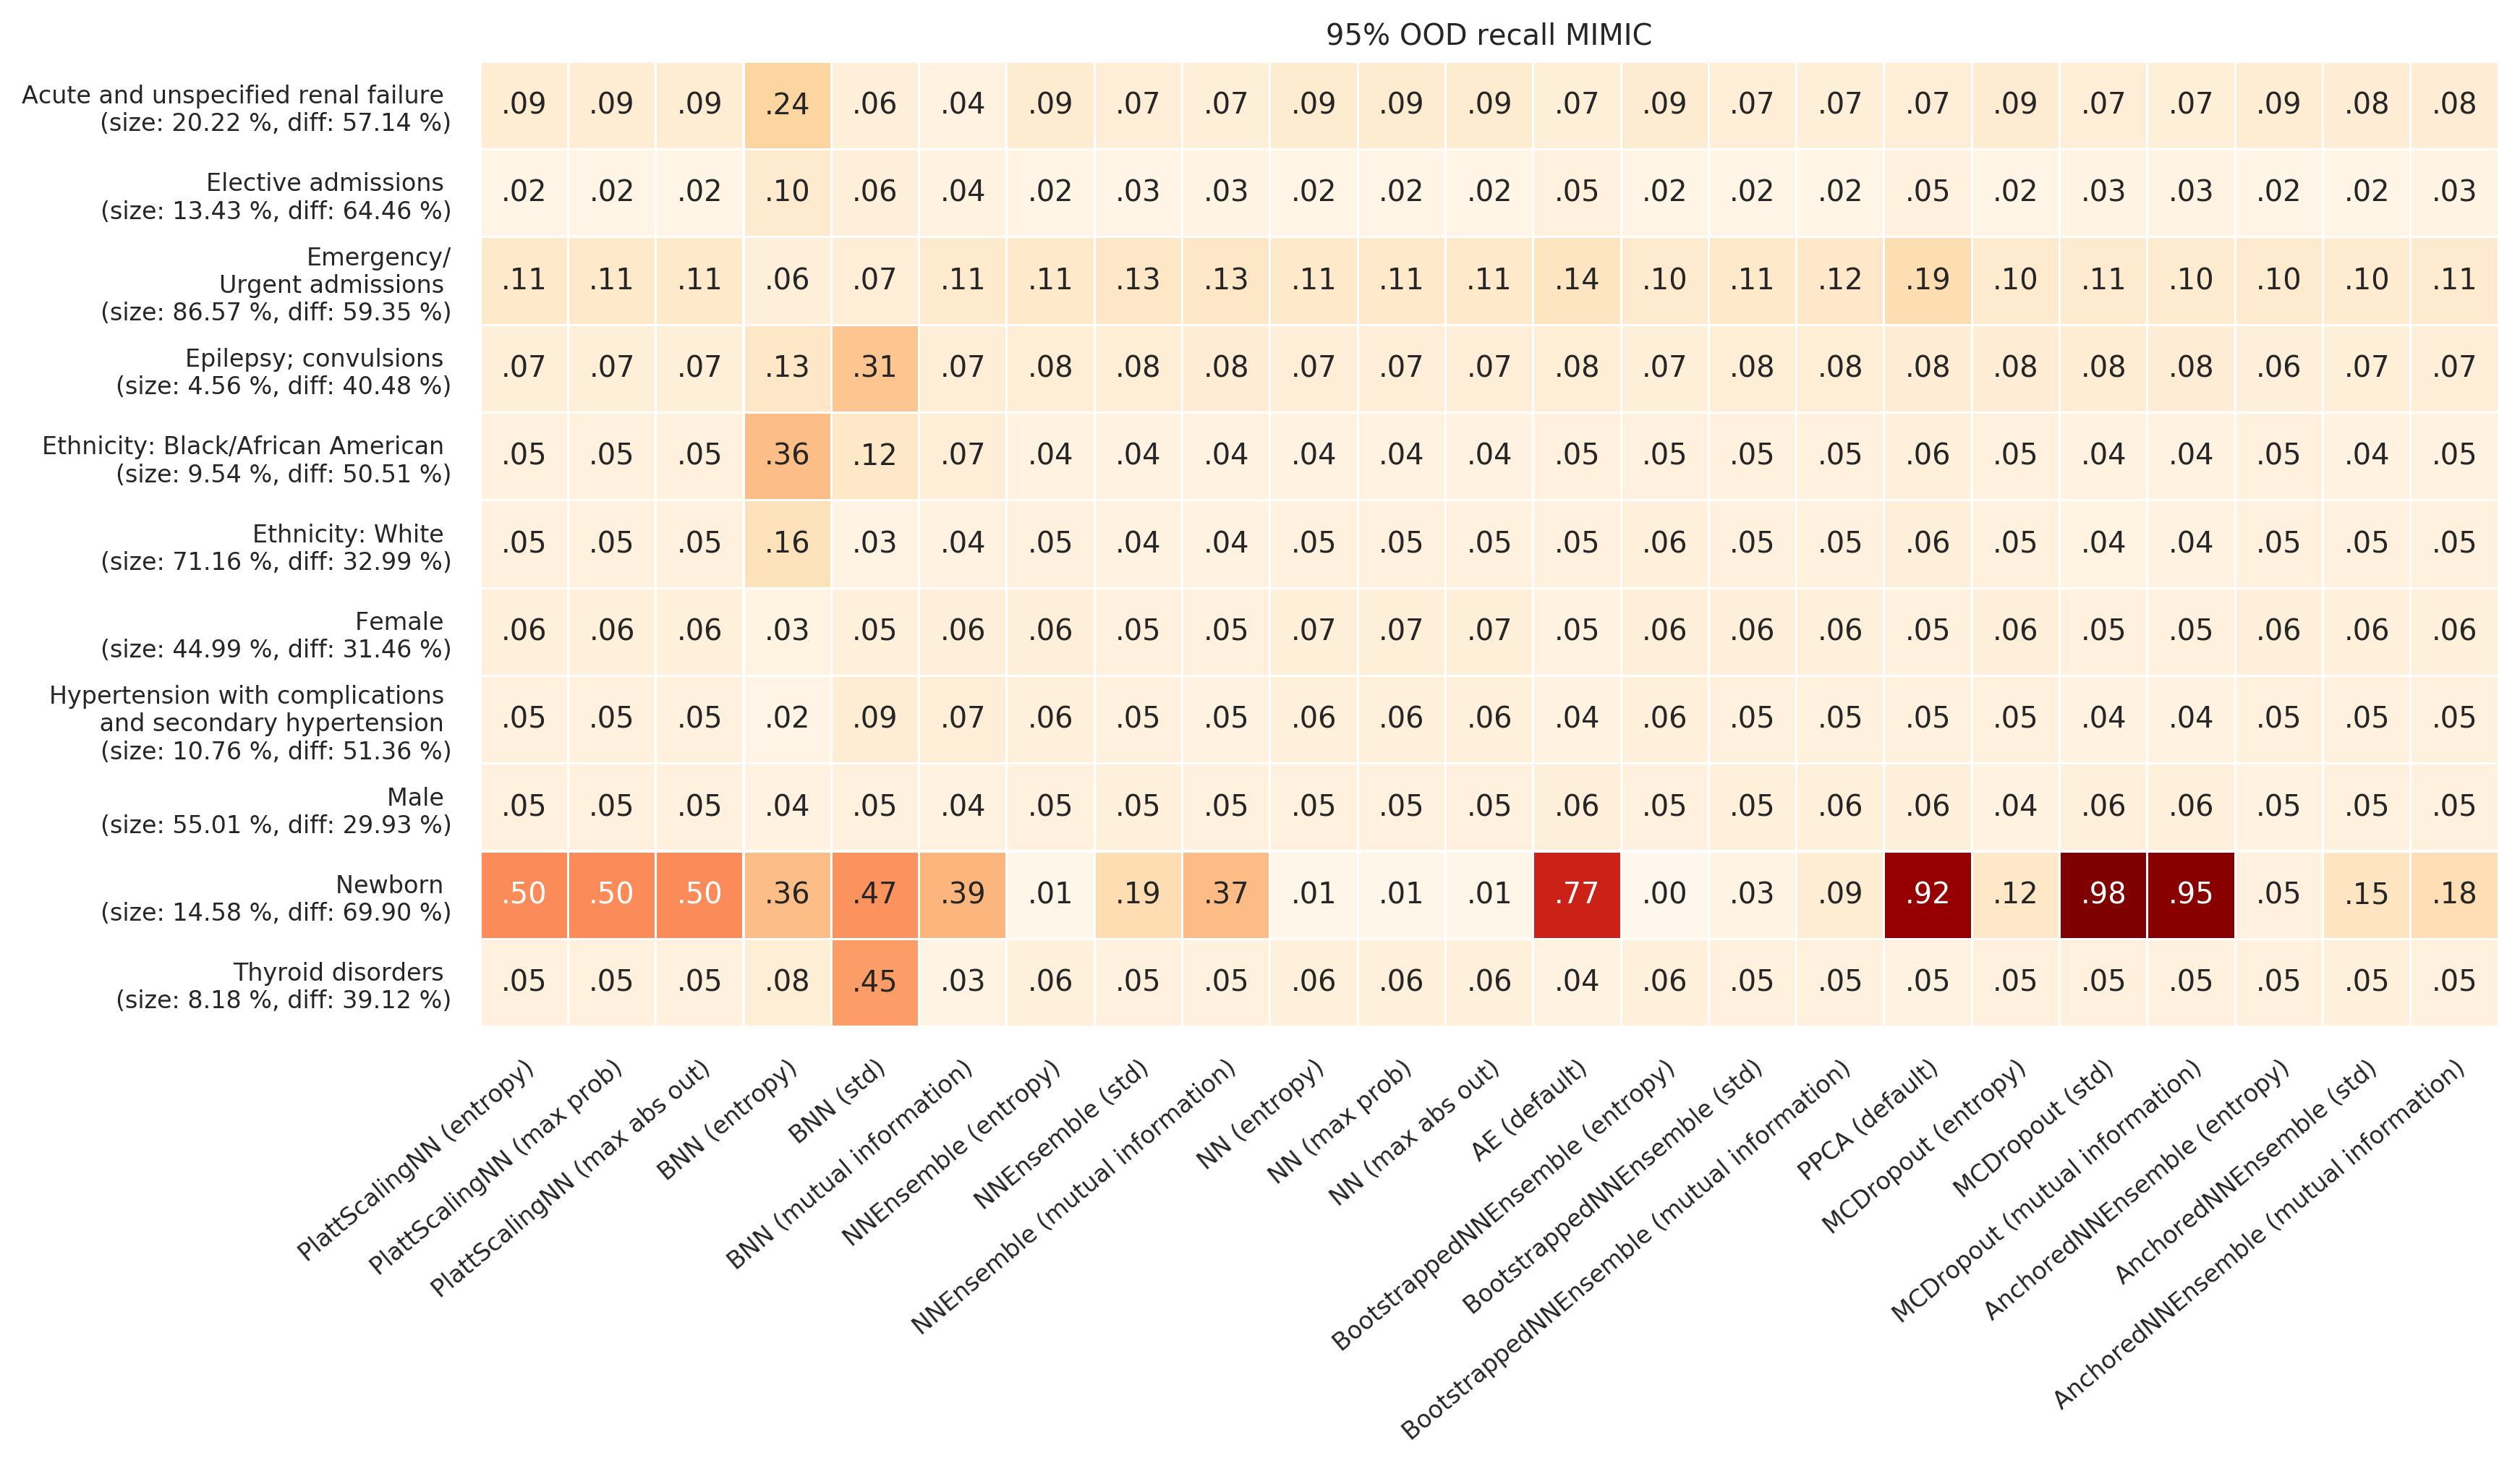 95% OOD recall MIMIC
Acute and unspecified renal failure
(size: 20.22 %, diff: 57.14 %)
.09 .09 .09 .24 .06 .04 .09 .07 .07 .09 .09 .09 .07 .09 .07 .07 .07 .09 .07 .07 .09 .08 .08
Elective admissions
(size: 13.43 %, diff: 64.46 %)
.02 .02 .02 .10 .06 .04 .02 .03 .03 .02 .02 .02 .05 .02 .02 .02 .05 .02 .03 .03 .02 .02 .03
Emergency/
Urgent admissions
(size: 86.57 %, diff: 59.35 %)
.11 .11 .11 .06 .07 .11 .11 .13 .13 .11 .11 .11 .14 .10 .11 .12 .19 .10 .11 .10 .10 .10 .11
Epilepsy; convulsions
(size: 4.56 %, diff: 40.48 %)
.07 .07 .07 .13 .31 .07 .08 .08 .08 .07 .07 .07 .08 .07 .08 .08 .08 .08 .08 .08 .06 .07 .07
Ethnicity: Black/African American
(size: 9.54 %, diff: 50.51 %)
.05 .05 .05 .36 .12 .07 .04 .04 .04 .04 .04 .04 .05 .05 .05 .05 .06 .05 .04 .04 .05 .04 .05
Ethnicity: White
(size: 71.16 %, diff: 32.99 %)
.05 .05 .05 .16 .03 .04 .05 .04 .04 .05 .05 .05 .05 .06 .05 .05 .06 .05 .04 .04 .05 .05 .05
Female
(size: 44.99 %, diff: 31.46 %)
.06 .06 .06 .03 .05 .06 .06 .05 .05 .07 .07 .07 .05 .06 .06 .06 .05 .06 .05 .05 .06 .06 .06
Hypertension with complications
and secondary hypertension
(size: 10.76 %, diff: 51.36 %)
.05 .05 .05 .02 .09 .07 .06 .05 .05 .06 .06 .06 .04 .06 .05 .05 .05 .05 .04 .04 .05 .05 .05
Male
(size: 55.01 %, diff: 29.93 %)
.05 .05 .05 .04 .05 .04 .05 .05 .05 .05 .05 .05 .06 .05 .05 .06 .06 .04 .06 .06 .05 .05 .05
Newborn
(size: 14.58 %, diff: 69.90 %)
.50 .50 .50 .36 .47 .39 .01 .19 .37 .01 .01 .01 .77 .00 .03 .09 .92 .12 .98 .95 .05 .15 .18
Thyroid disorders
(size: 8.18 %, diff: 39.12 %)
.05 .05 .05 .08 .45 .03 .06 .05 .05 .06 .06 .06 .04 .06 .05 .05 .05 .05 .05 .05 .05 .05 .05
PlattScalingNN (entropy)
PlattScalingNN (max prob)
PlattScalingNN (max abs out)
BNN (entropy)
BNN (std)
BNN (mutual information)
NNEnsemble (entropy)
NNEnsemble (std)
NNEnsemble (mutual information)
NN (entropy)
NN (max prob)
NN (max abs out)
AE (default)
BootstrappedNNEnsemble (entropy)
BootstrappedNNEnsemble (std)
BootstrappedNNEnsemble (mutual information)
PPCA (default)
MCDropout (entropy)
MCDropout (std)
MCDropout (mutual information)
AnchoredNNEnsemble (entropy)
AnchoredNNEnsemble (std)
AnchoredNNEnsemble (mutual information)